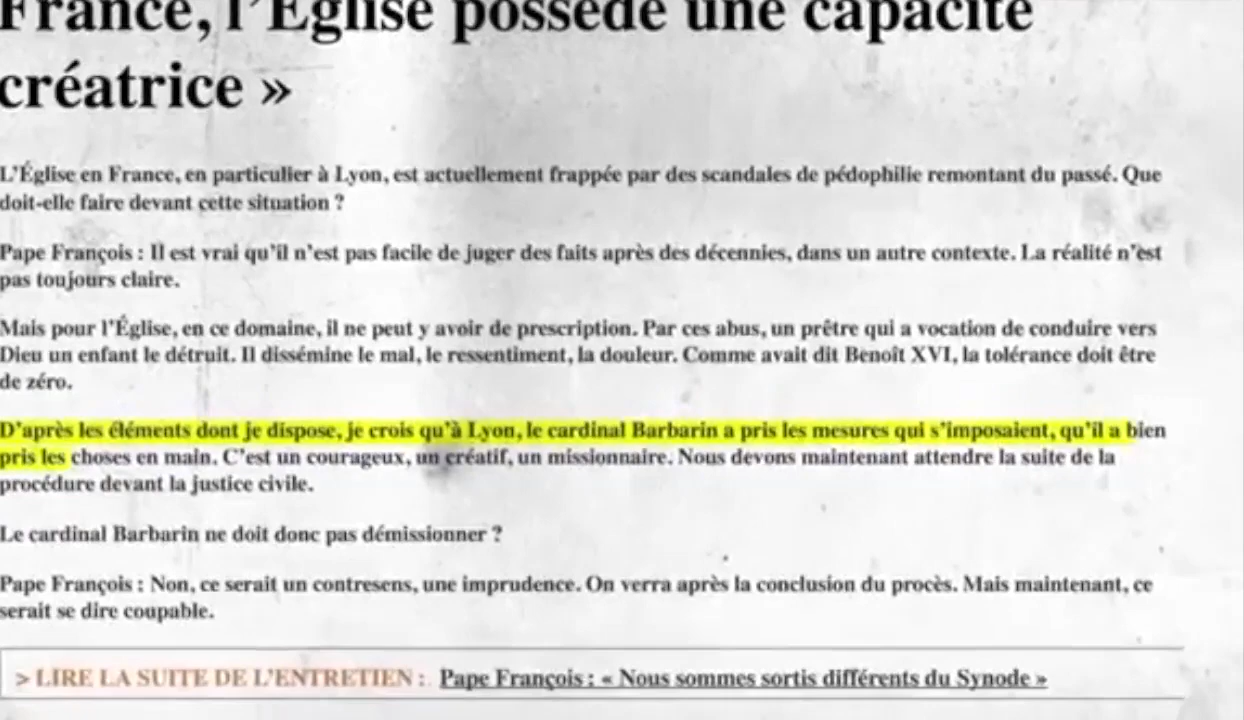 France, l’Église possède une capacité
créatrice »
L’Église en France, en particulier à Lyon, est actuellement frappée par des scandales de pédophilie remontant du passé. Que
doit-elle faire devant cette situation ?
Pape François : Il est vrai qu’il n’est pas facile de juger des faits après des décennies, dans un autre contexte. La réalité n’est
pas toujours claire.
Mais pour l’Église, en ce domaine, il ne peut y avoir de prescription. Par ces abus, un prêtre qui a vocation de conduire vers
Dieu un enfant le détruit. Il dissémine le mal, le ressentiment, la douleur. Comme avait dit Benoît XVI, la tolérance doit être
de zéro.
D’après les éléments dont je dispose, je crois qu’à Lyon, le cardinal Barbarin a pris les mesures qui s’imposaient, qu’il a bien
pris les choses en main. C’est un courageux, un créatif, un missionnaire. Nous devons maintenant attendre la suite de la
procédure devant la justice civile.
Le cardinal Barbarin ne doit donc pas démissionner ?
Pape François : Non, ce serait un contresens, une imprudence. On verra après la conclusion du procès. Mais maintenant, ce
serait se dire coupable.
> LIRE LA SUITE DE L’ENTRETIEN : Pape François : « Nous sommes sortis différents du Synode »